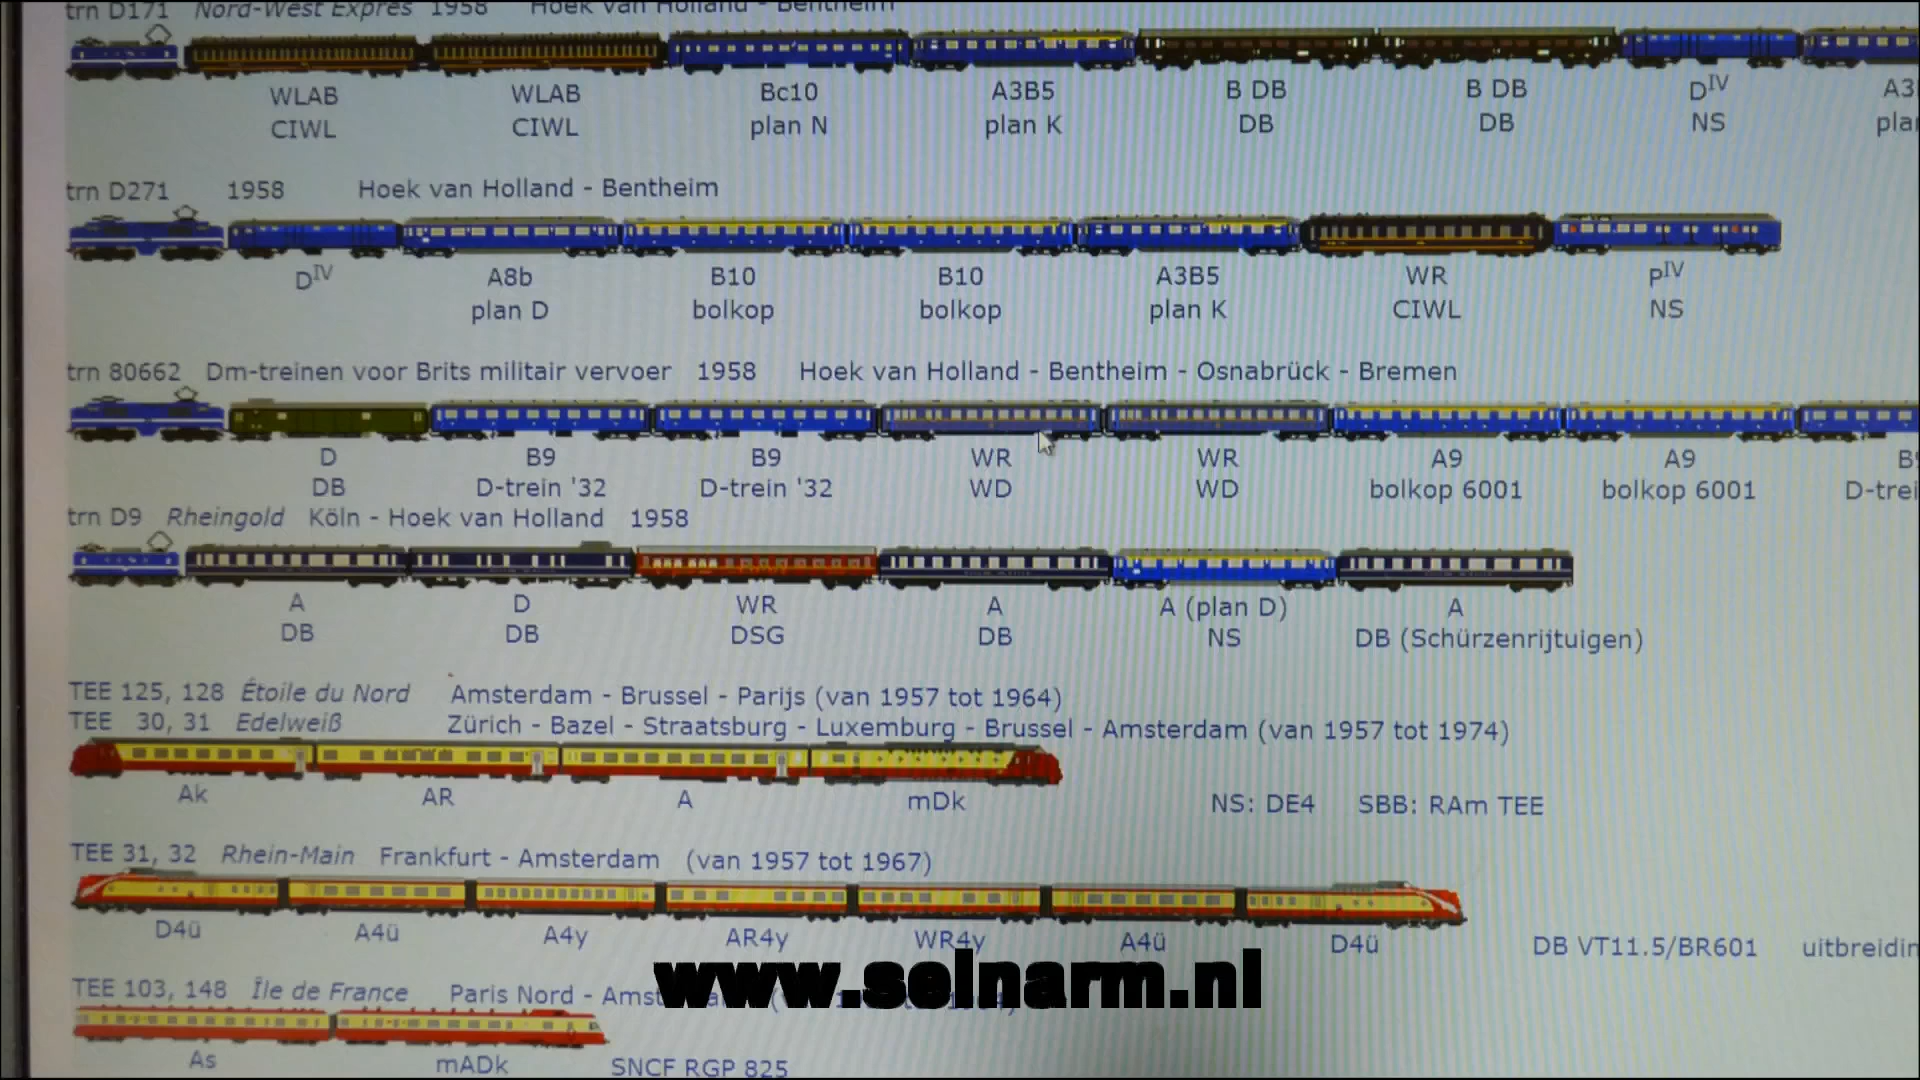 trn D171 Nord-West Expres 1958 Hoek van Holland - Bentheim
WLAB WLAB Bc10 A3B5 B DB B DB DIV A3
CIWL CIWL plan N plan K DB DB NS plan
trn D271 1958 Hoek van Holland - Bentheim
DIV A8b B10 B10 A3B5 WR PIV
plan D bolkop bolkop plan K CIWL NS
trn 80662 Dm-treinen voor Brits militair vervoer 1958 Hoek van Holland - Bentheim - Osnabrück - Bremen
D B9 B9 WR WR A9 A9 B9
DB D-trein '32 D-trein '32 WD WD bolkop 6001 bolkop 6001 D-trei
trn D9 Rheingold Köln - Hoek van Holland 1958
A D WR A A (plan D) A
DB DB DSG DB NS DB (Schürzenrijtuigen)
TEE 125, 128 Étoile du Nord Amsterdam - Brussel - Parijs (van 1957 tot 1964)
TEE 30, 31 Edelweiß Zürich - Bazel - Straatsburg - Luxemburg - Brussel - Amsterdam (van 1957 tot 1974)
Ak AR A mDk NS: DE4 SBB: RAm TEE
TEE 31, 32 Rhein-Main Frankfurt - Amsterdam (van 1957 tot 1967)
D4ü A4ü A4y AR4y WR4y A4ü D4ü DB VT11.5/BR601 uitbreidin
www.seinarm.nl
TEE 103, 148 Île de France Paris Nord - Amst
As mADk SNCF RGP 825